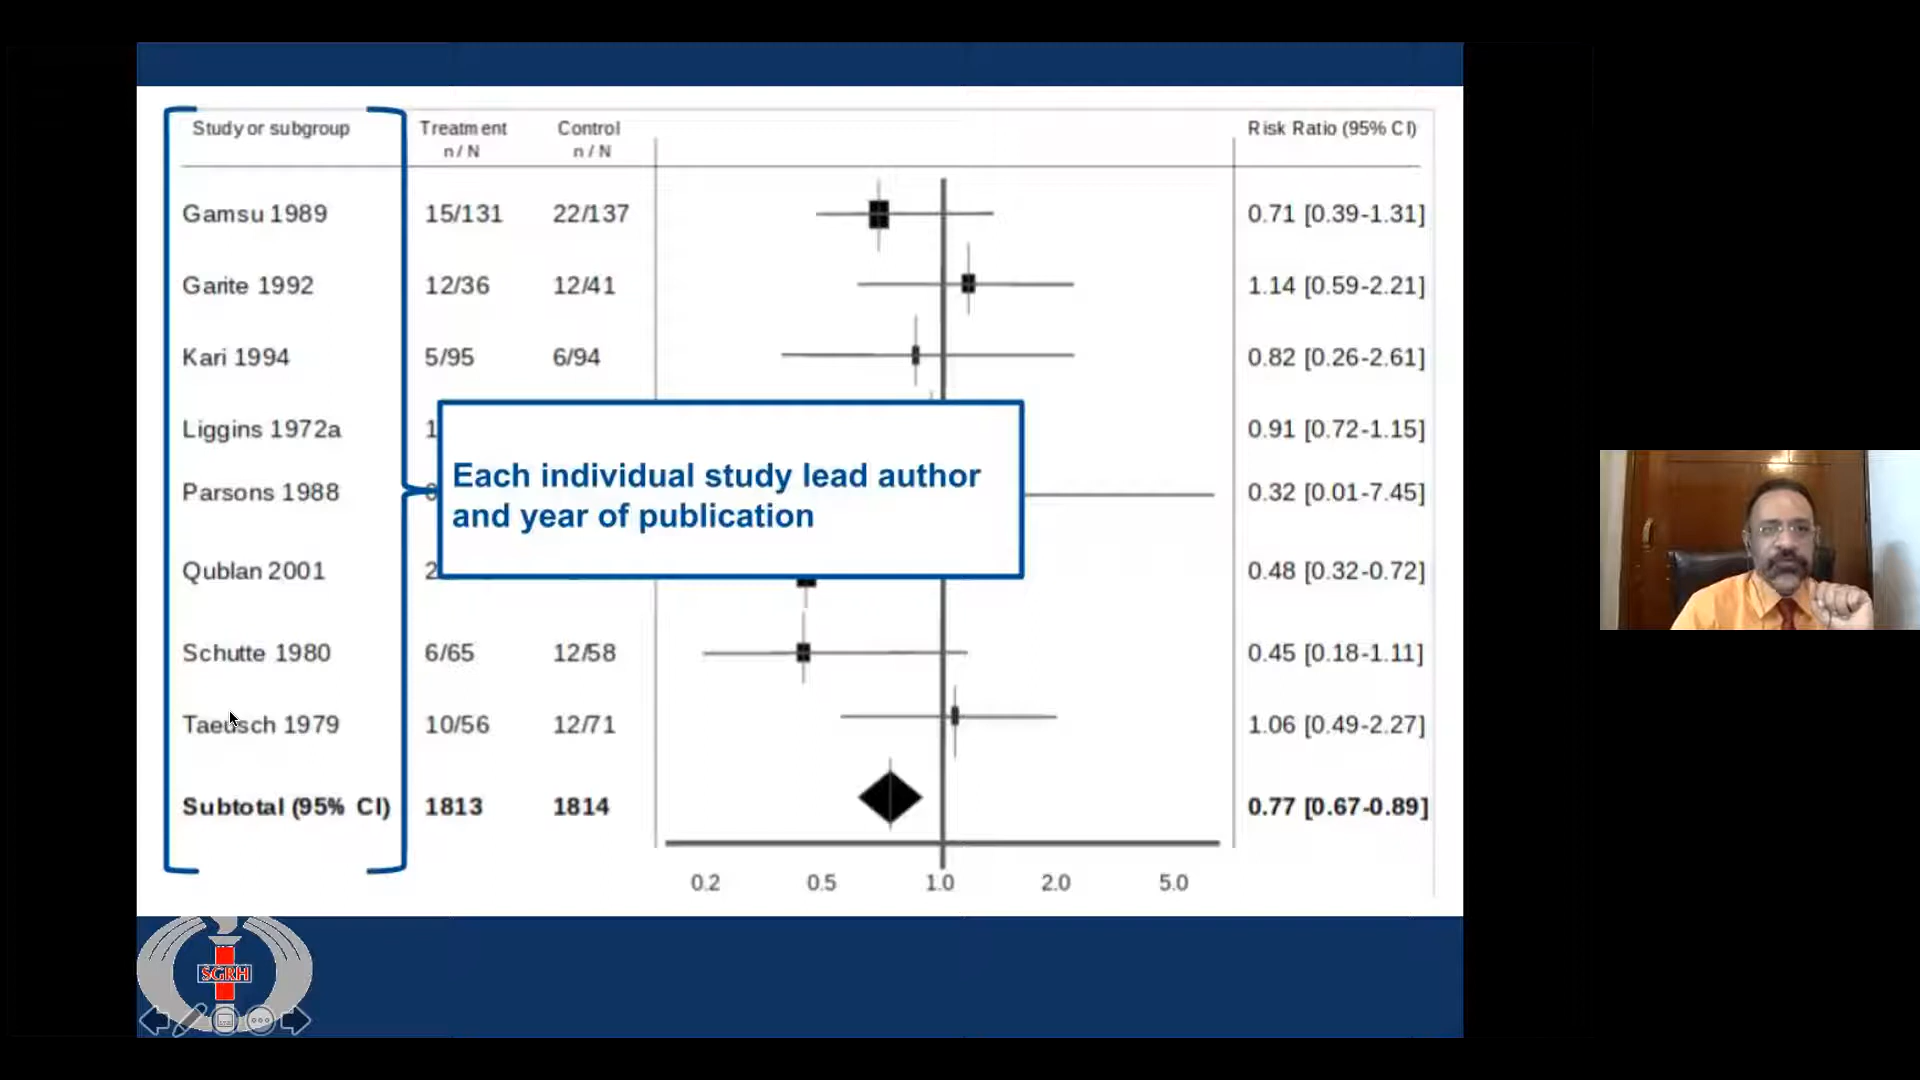 Study or subgroup Treatment Control Risk Ratio (95% CI)
n / N n / N
Gamsu 1989 15/131 22/137 0.71 [0.39-1.31]
Garite 1992 12/36 12/41 1.14 [0.59-2.21]
Kari 1994 5/95 6/94 0.82 [0.26-2.61]
Liggins 1972a 0.91 [0.72-1.15]
Each individual study lead author
Parsons 1988 0.32 [0.01-7.45]
and year of publication
Qublan 2001 0.48 [0.32-0.72]
Schutte 1980 6/65 12/58 0.45 [0.18-1.11]
Taeusch 1979 10/56 12/71 1.06 [0.49-2.27]
Subtotal (95% CI) 1813 1814 0.77 [0.67-0.89]
0.2 0.5 1.0 2.0 5.0
SGRH